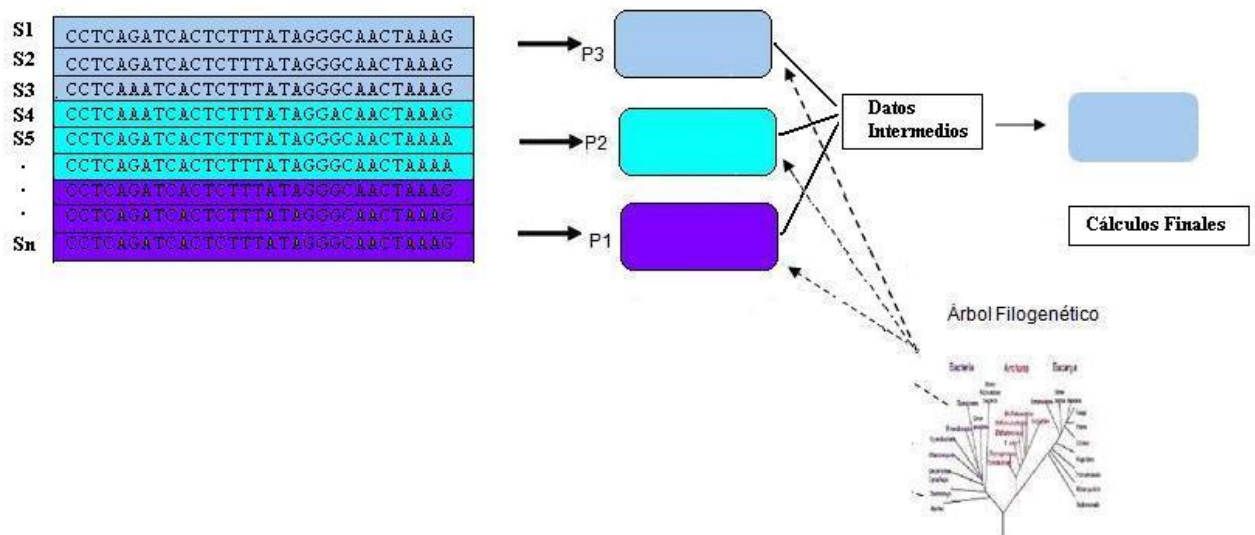 S1 CCTCAGATCACTCTTTATAGGGCAACTAAAG
S2 CCTCAGATCACTCTTTATAGGGCAACTAAAG
S3 CCTCAAATCACTCTTTATAGGGCAACTAAAG
S4 CCTCAAATCACTCTTTATAGGACAACTAAAG
S5 CCTCAGATCACTCTTTATAGGGCAACTAAAA
. CCTCAGATCACTCTTTATAGGGCAACTAAAA
. CCTCAGATCACTCTTTATAGGGCAACTAAAG
. CCTCAGATCACTCTTTATAGGGCAACTAAAG
Sn CCTCAGATCACTCTTTATAGGGCAACTAAAG
P3
P2
P1
Datos
Intermedios
Cálculos Finales
Árbol Filogenético
Bacteria Archaea Eucarya